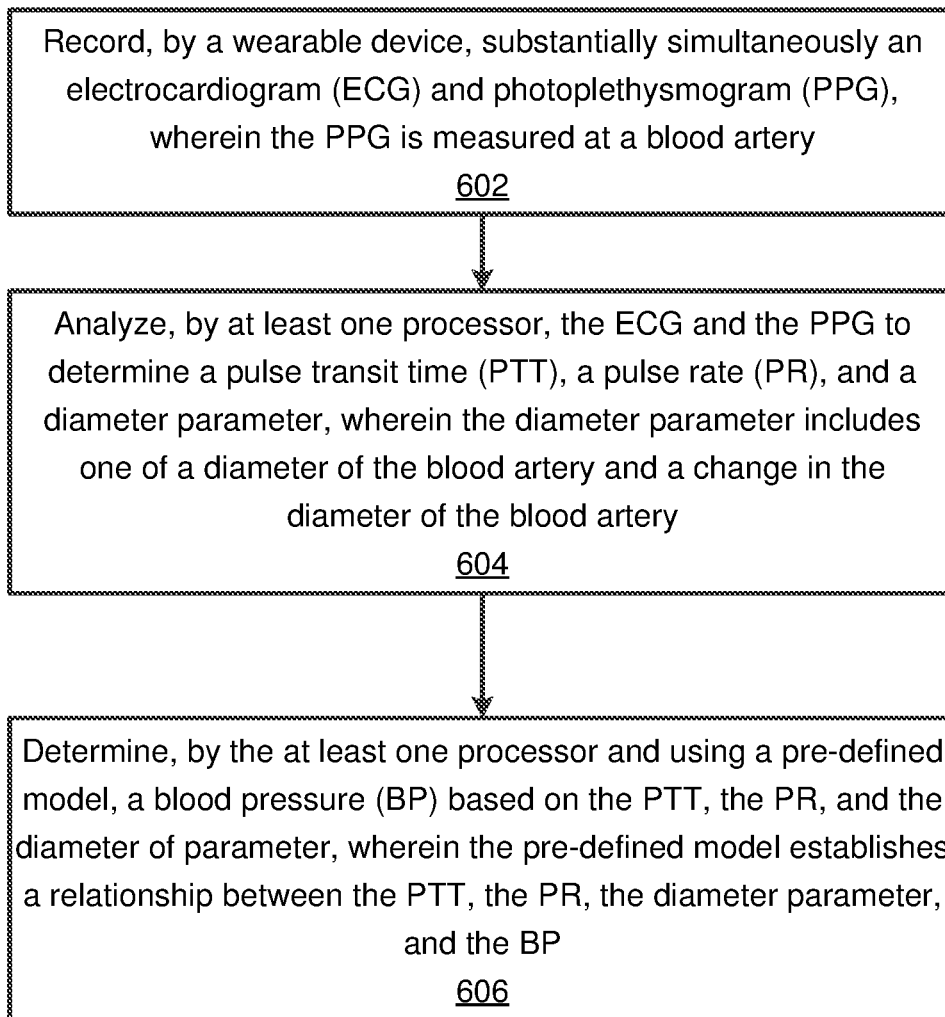 Record, by a wearable device, substantially simultaneously an
electrocardiogram (ECG) and photoplethysmogram (PPG),
wherein the PPG is measured at a blood artery
602
Analyze, by at least one processor, the ECG and the PPG to
determine a pulse transit time (PTT), a pulse rate (PR), and a
diameter parameter, wherein the diameter parameter includes
one of a diameter of the blood artery and a change in the
diameter of the blood artery
604
Determine, by the at least one processor and using a pre-defined
model, a blood pressure (BP) based on the PTT, the PR, and the
diameter of parameter, wherein the pre-defined model establishes
a relationship between the PTT, the PR, the diameter parameter,
and the BP
606